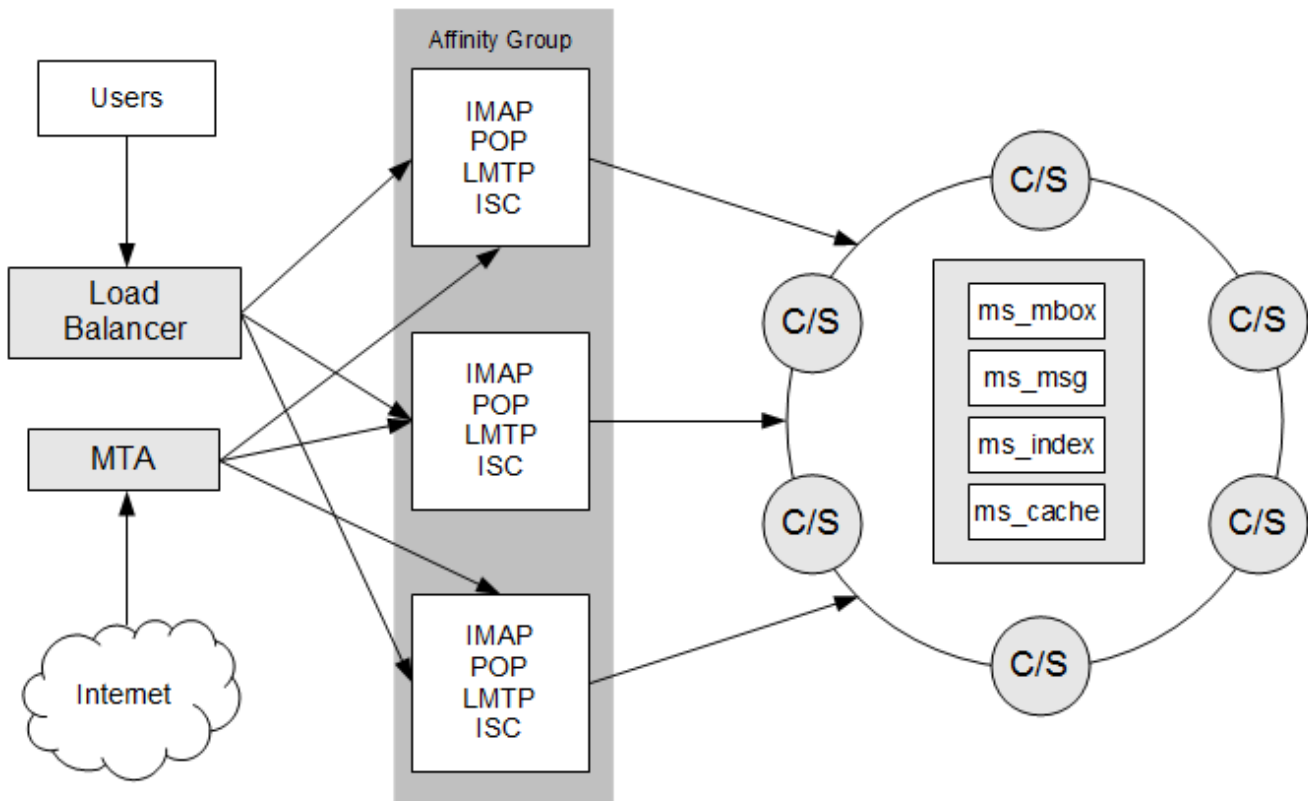 Affinity Group
Users
IMAP
POP
LMTP
ISC
Load
Balancer
IMAP
POP
LMTP
ISC
MTA
Internet
IMAP
POP
LMTP
ISC
C/S
C/S
C/S
C/S
C/S
C/S
ms_mbox
ms_msg
ms_index
ms_cache